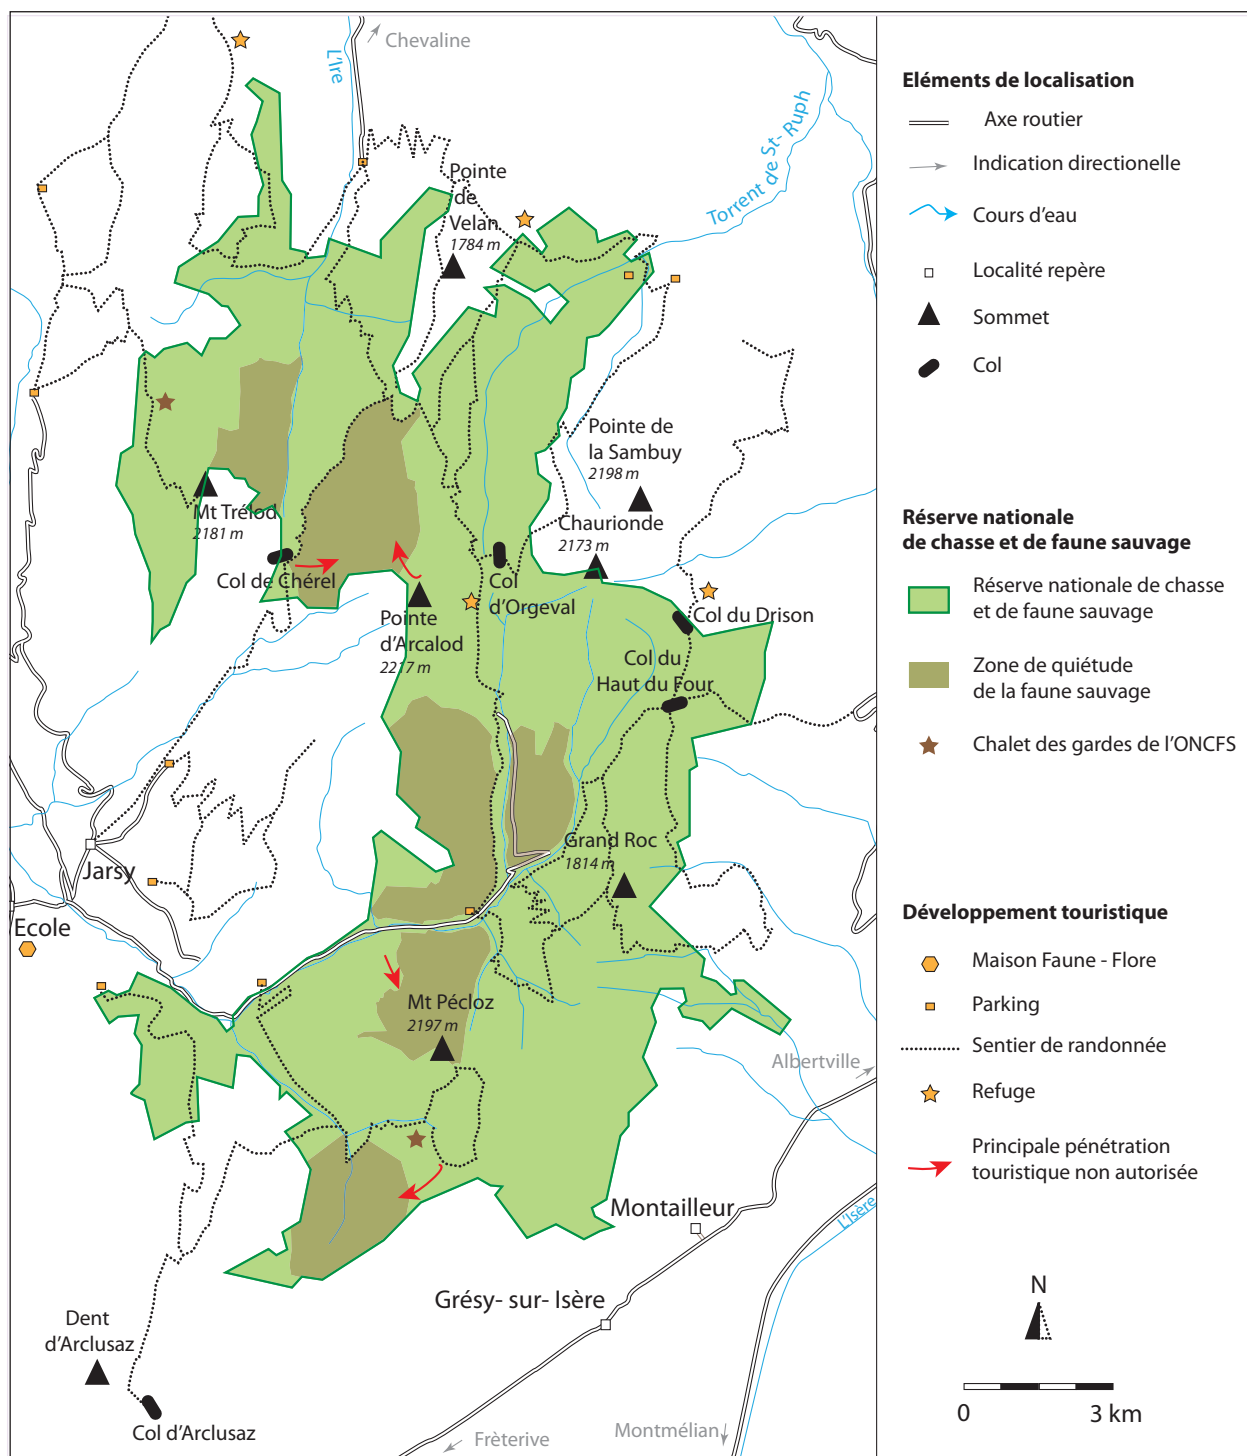 Chevaline
L'Ire
Torrent de St- Ruph
Pointe
de
Velan
1784 m
Pointe de
la Sambuy
2198 m
Mt Trélod
2181 m
Chaurionde
2173 m
Col de Chérel
Col
d'Orgeval
Pointe
d'Arcalod
2217 m
Col du Drison
Col du
Haut du Four
Grand Roc
1814 m
Jarsy
Ecole
Mt Pécloz
2197 m
Albertville
Montailleur
L'Isère
Grésy- sur- Isère
Dent
d'Arclusaz
Col d'Arclusaz
Frèterive
Montmélian
Eléments de localisation
Axe routier
Indication directionelle
Cours d'eau
Localité repère
Sommet
Col
Réserve nationale
de chasse et de faune sauvage
Réserve nationale de chasse
et de faune sauvage
Zone de quiétude
de la faune sauvage
Chalet des gardes de l'ONCFS
Développement touristique
Maison Faune - Flore
Parking
Sentier de randonnée
Refuge
Principale pénétration
touristique non autorisée
N
0 3 km